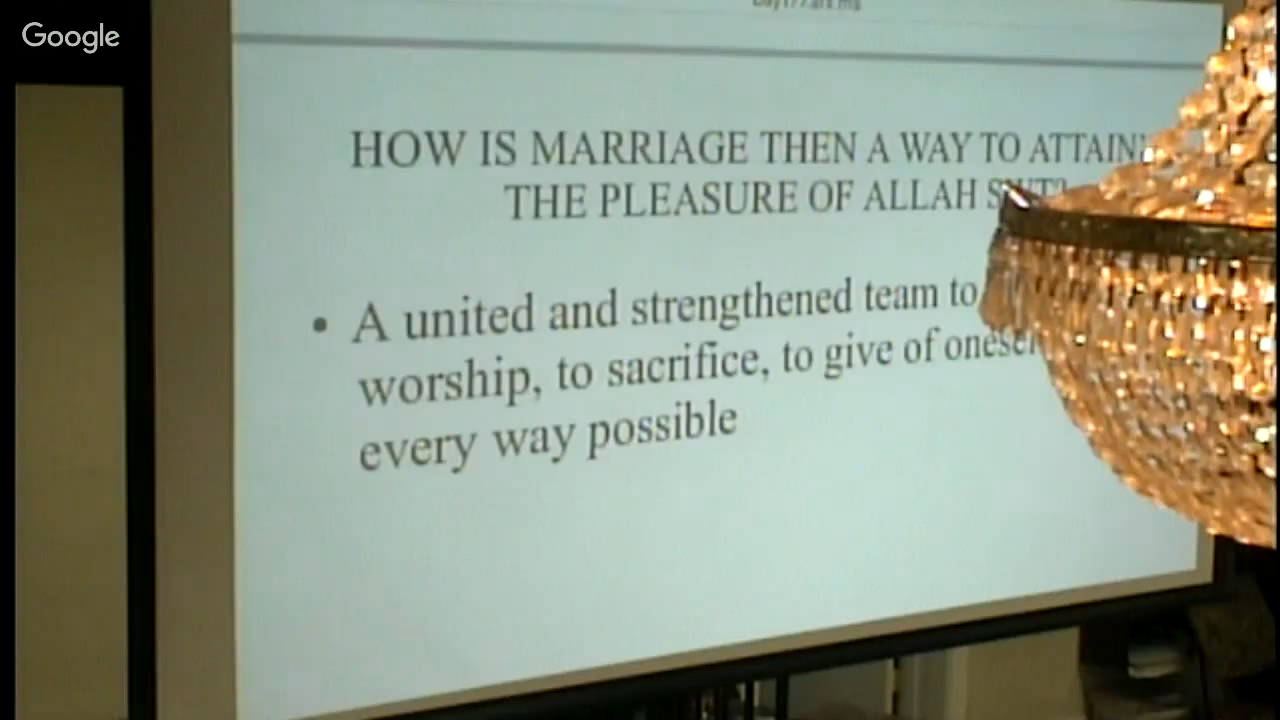 Google
HOW IS MARRIAGE THEN A WAY TO ATTAIN
THE PLEASURE OF ALLAH
• A united and strengthened team to
worship, to sacrifice, to give of
every way possible